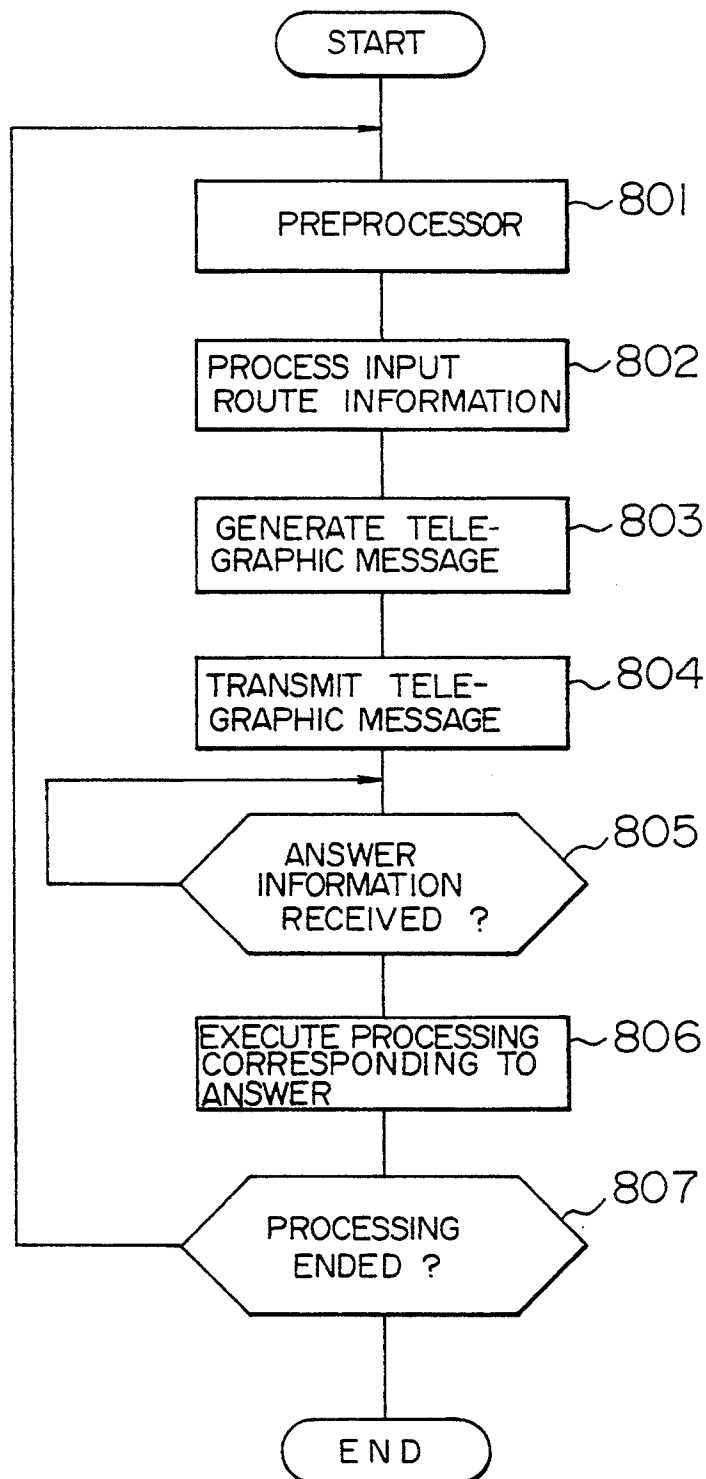 START
PREPROCESSOR
801
PROCESS INPUT
ROUTE INFORMATION
802
GENERATE TELE-
GRAPHIC MESSAGE
803
TRANSMIT TELE-
GRAPHIC MESSAGE
804
ANSWER
INFORMATION
RECEIVED ?
805
EXECUTE PROCESSING
CORRESPONDING TO
ANSWER
806
PROCESSING
ENDED ?
807
END